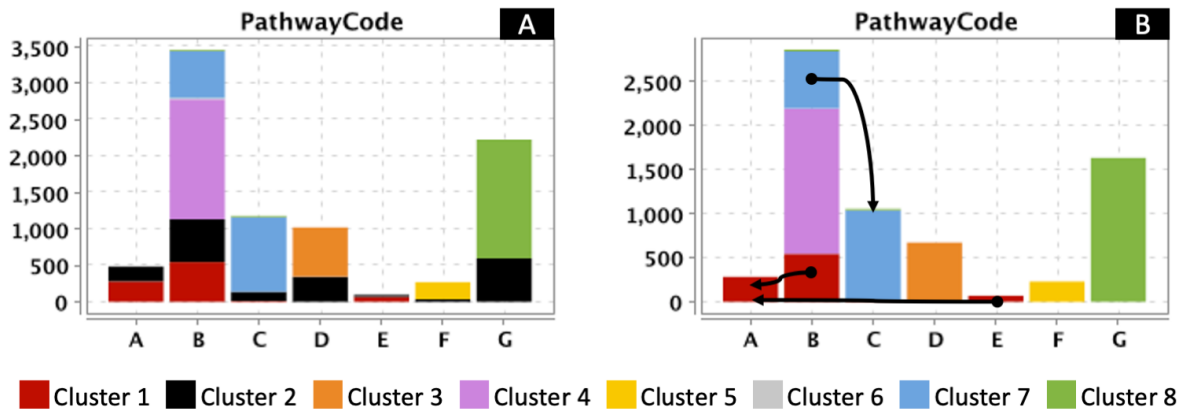 PathwayCode
A
3,500
3,000
2,500
2,000
1,500
1,000
500
0
A B C D E F G
PathwayCode
B
2,500
2,000
1,500
1,000
500
0
A B C D E F G
Cluster 1 Cluster 2 Cluster 3 Cluster 4 Cluster 5 Cluster 6 Cluster 7 Cluster 8